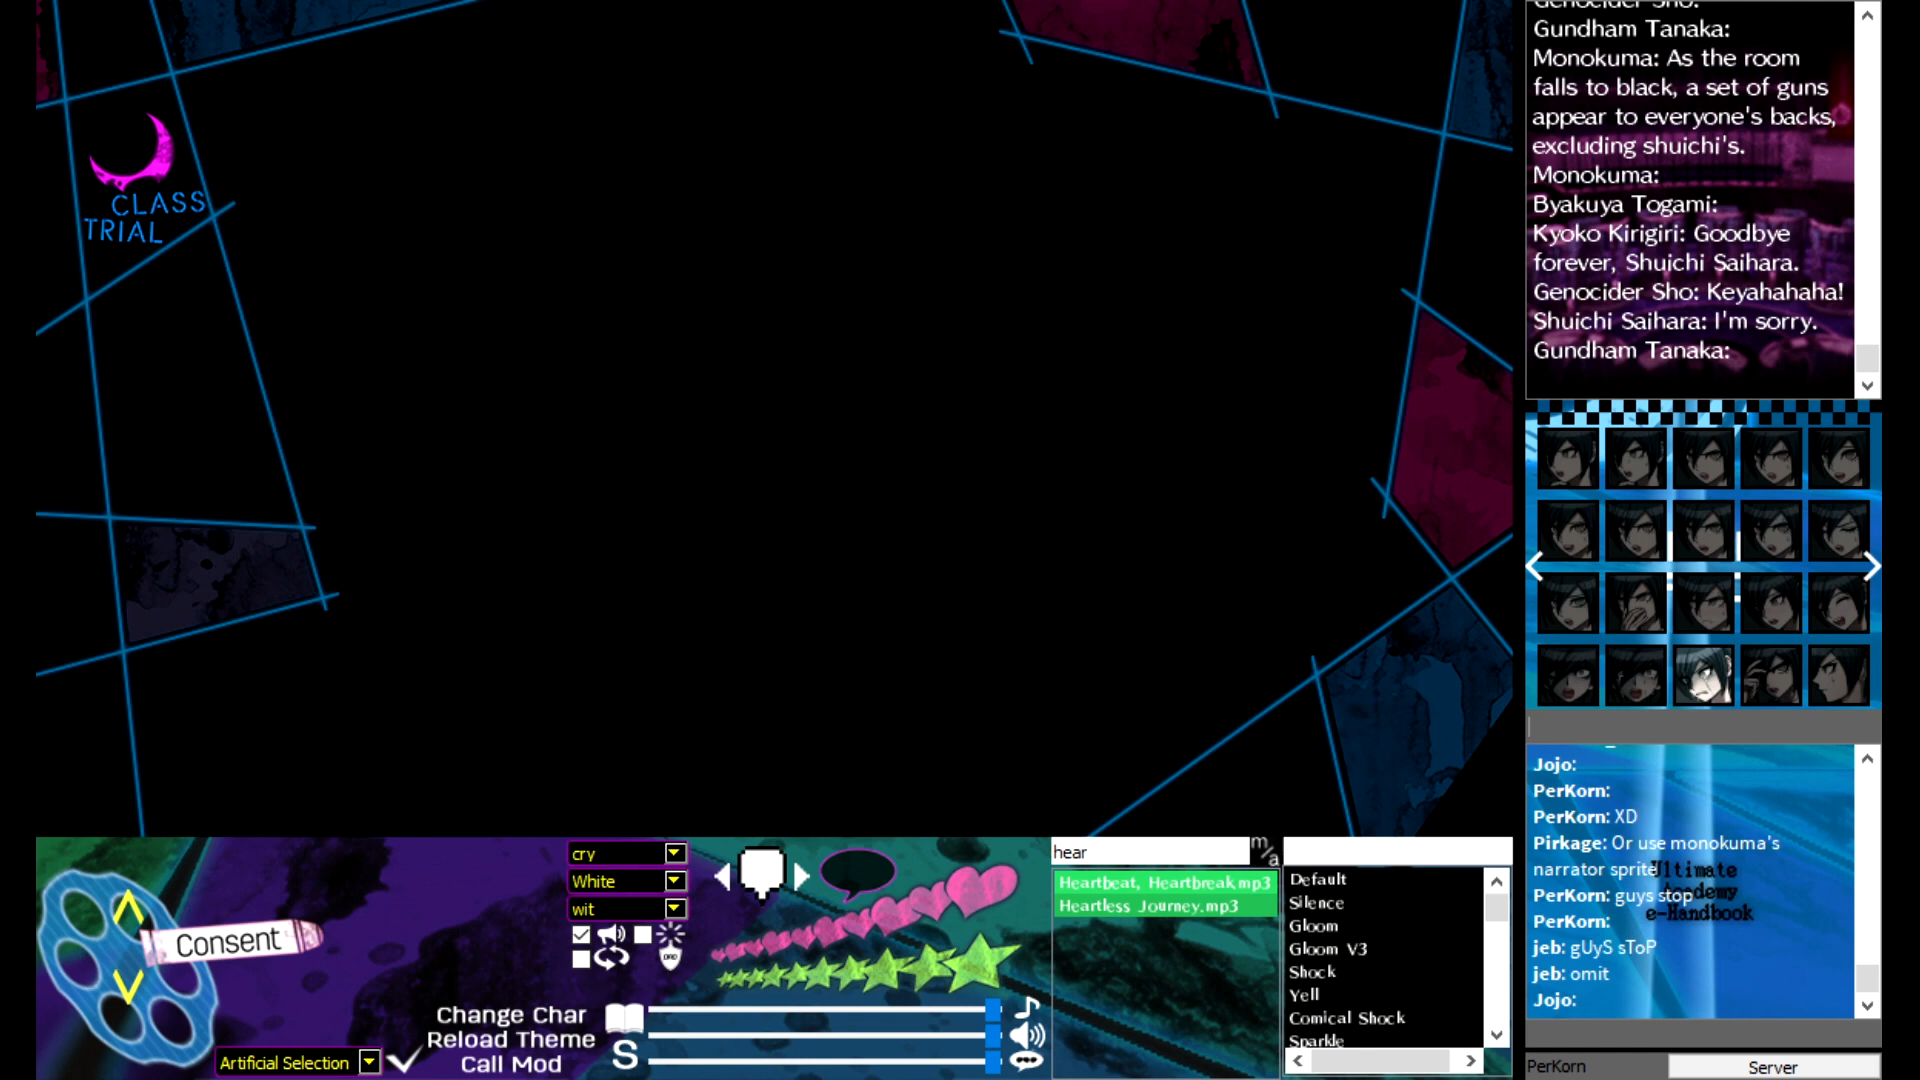 Gundham Tanaka:
Monokuma: As the room
falls to black, a set of guns
appear to everyone's backs,
excluding shuichi's.
Monokuma:
Byakuya Togami:
Kyoko Kirigiri: Goodbye
forever, Shuichi Saihara.
Genocider Sho: Keyahahaha!
Shuichi Saihara: I'm sorry.
Gundham Tanaka:
CLASS
TRIAL
Jojo:
PerKorn:
PerKorn: XD
Pirkage: Or use monokuma's
narrator sprite
PerKorn: guys stop
PerKorn:
jeb: gUyS sToP
jeb: omit
Jojo:
Ultimate
Academy
e-Handbook
PerKorn
Server
Consent
Artificial Selection
Change Char
Reload Theme
Call Mod
S
cry
White
wit
hear
m/a
Heartbeat, Heartbreak.mp3
Heartless Journey.mp3
Default
Silence
Gloom
Gloom V3
Shock
Yell
Comical Shock
Sparkle